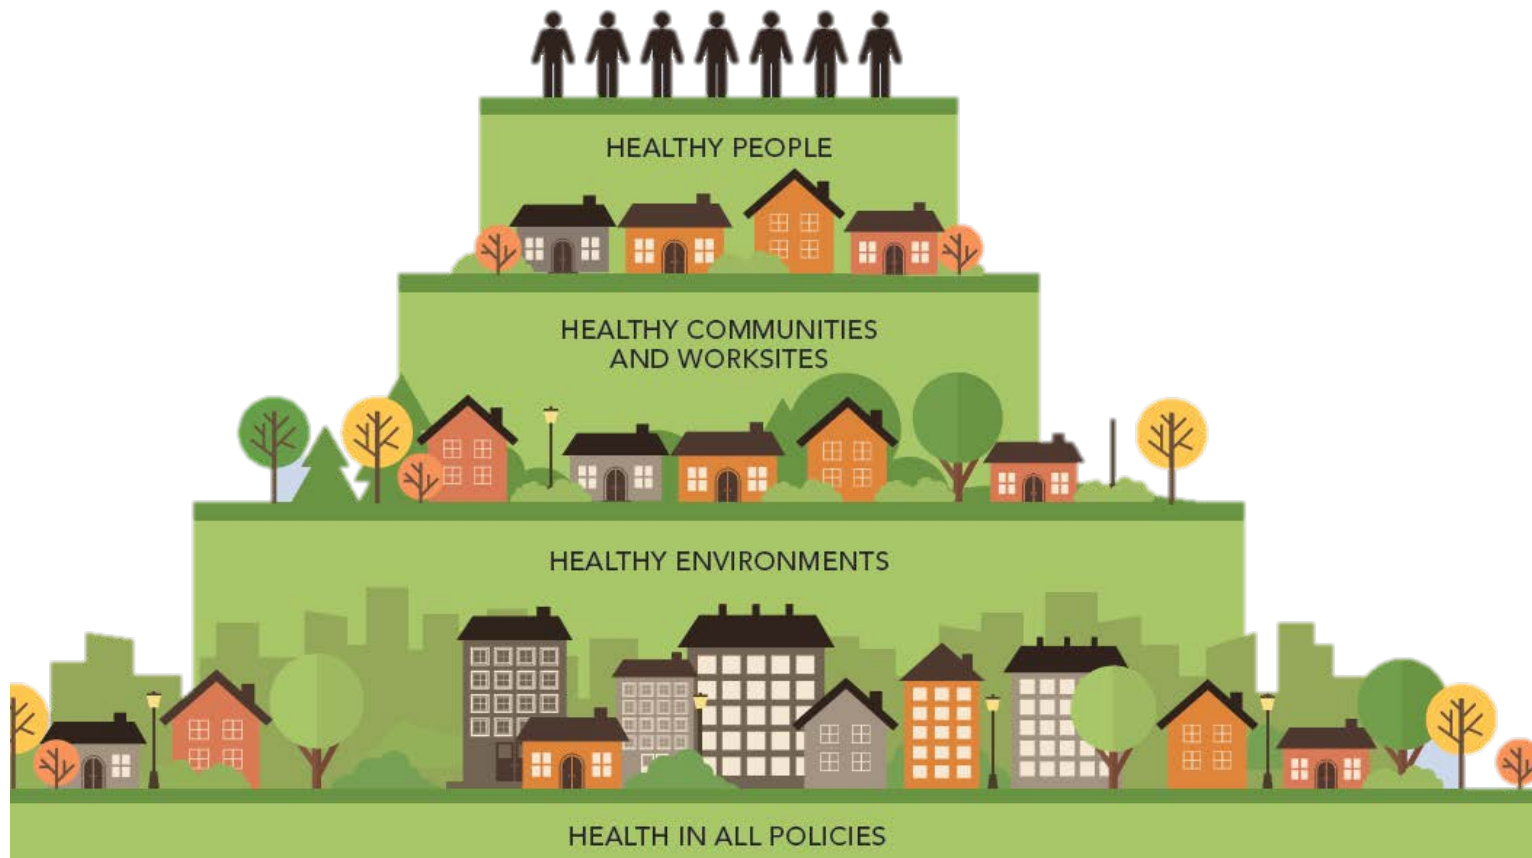 HEALTHY PEOPLE
HEALTHY COMMUNITIES
AND WORKSITES
HEALTHY ENVIRONMENTS
HEALTH IN ALL POLICIES